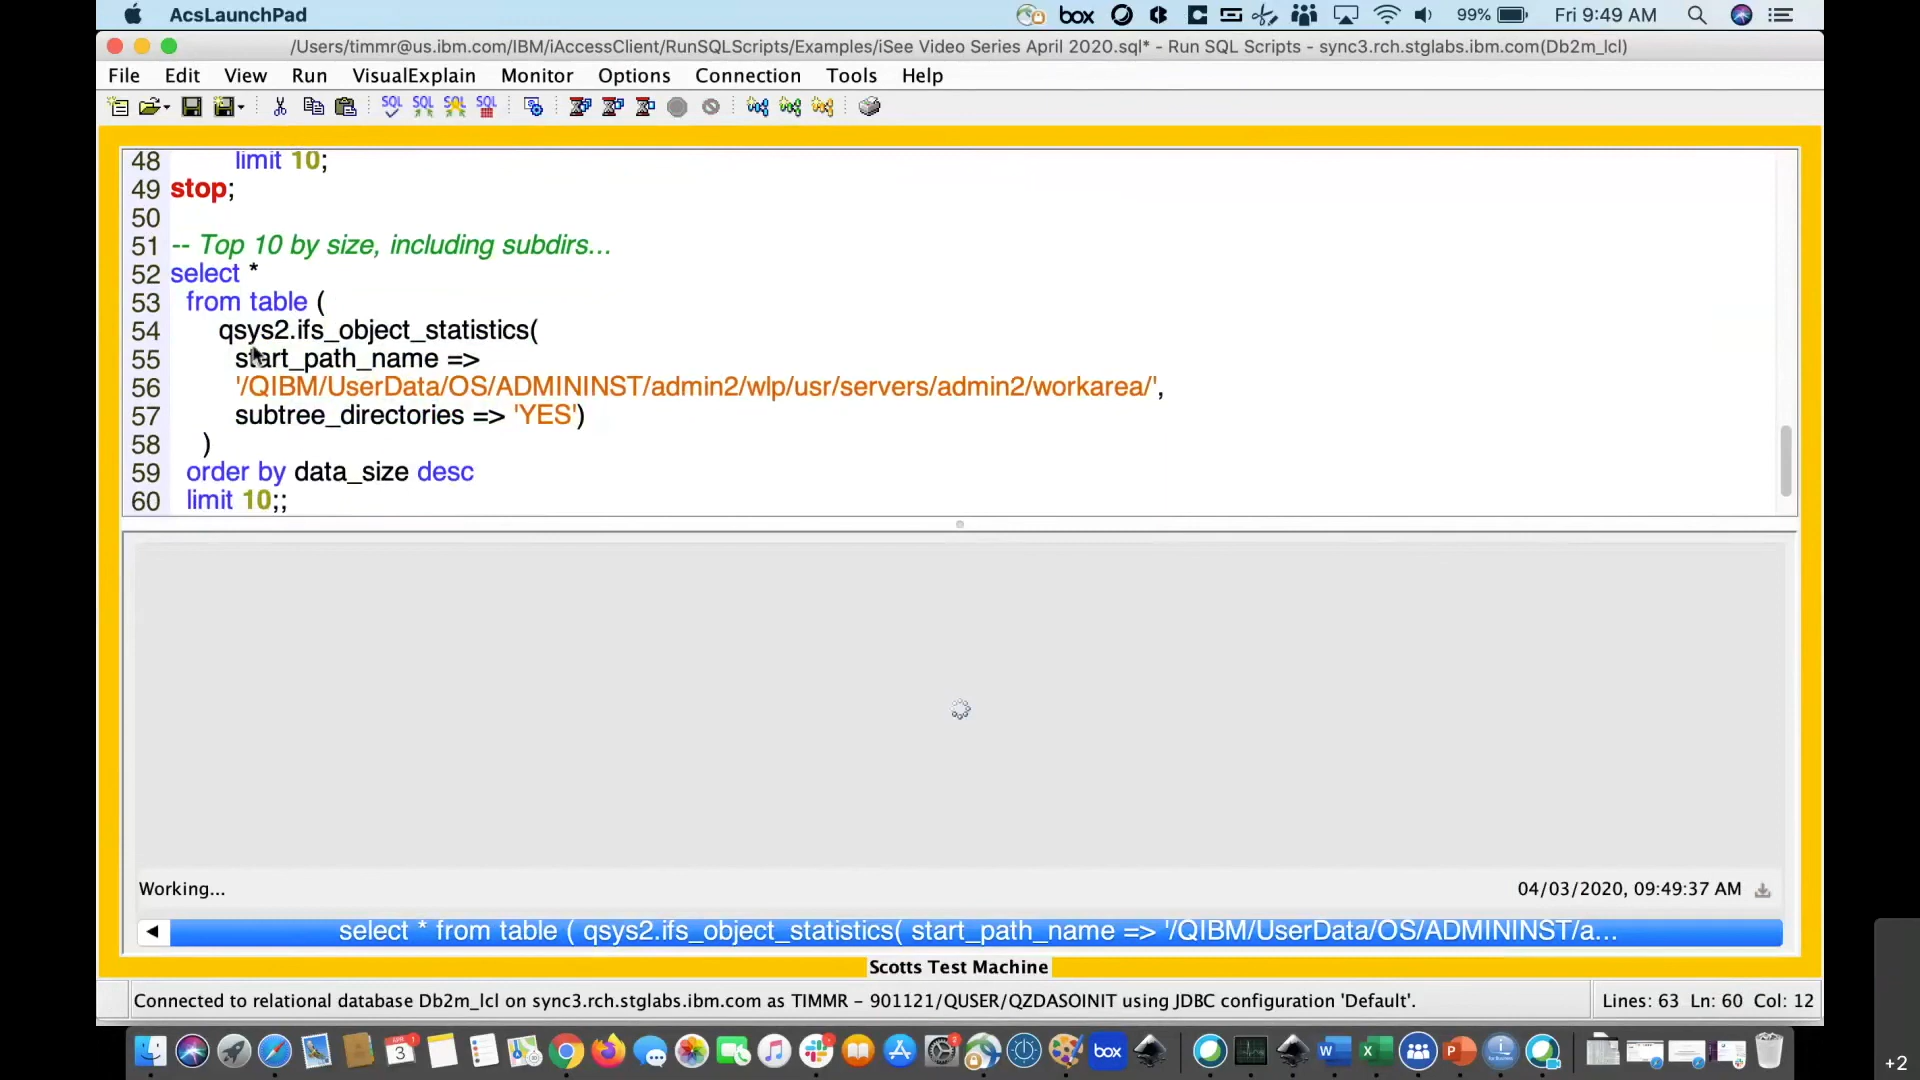 AcsLaunchPad
box
99%
Fri 9:49 AM
/Users/timmr@us.ibm.com/IBM/iAccessClient/RunSQLScripts/Examples/iSee Video Series April 2020.sql* - Run SQL Scripts - sync3.rch.stglabs.ibm.com(Db2m_lcl)
File Edit View Run VisualExplain Monitor Options Connection Tools Help
SQL SQL SQL SQL
48 limit 10;
49 stop;
50
51 -- Top 10 by size, including subdirs...
52 select *
53 from table (
54 qsys2.ifs_object_statistics(
55 start_path_name =>
56 '/QIBM/UserData/OS/ADMININST/admin2/wlp/usr/servers/admin2/workarea/',
57 subtree_directories => 'YES')
58 )
59 order by data_size desc
60 limit 10;;
Working...
04/03/2020, 09:49:37 AM
select * from table ( qsys2.ifs_object_statistics( start_path_name => '/QIBM/UserData/OS/ADMININST/a...
Scotts Test Machine
Connected to relational database Db2m_lcl on sync3.rch.stglabs.ibm.com as TIMMR - 901121/QUSER/QZDASOINIT using JDBC configuration 'Default'.
Lines: 63 Ln: 60 Col: 12
3
box
W X P
+2